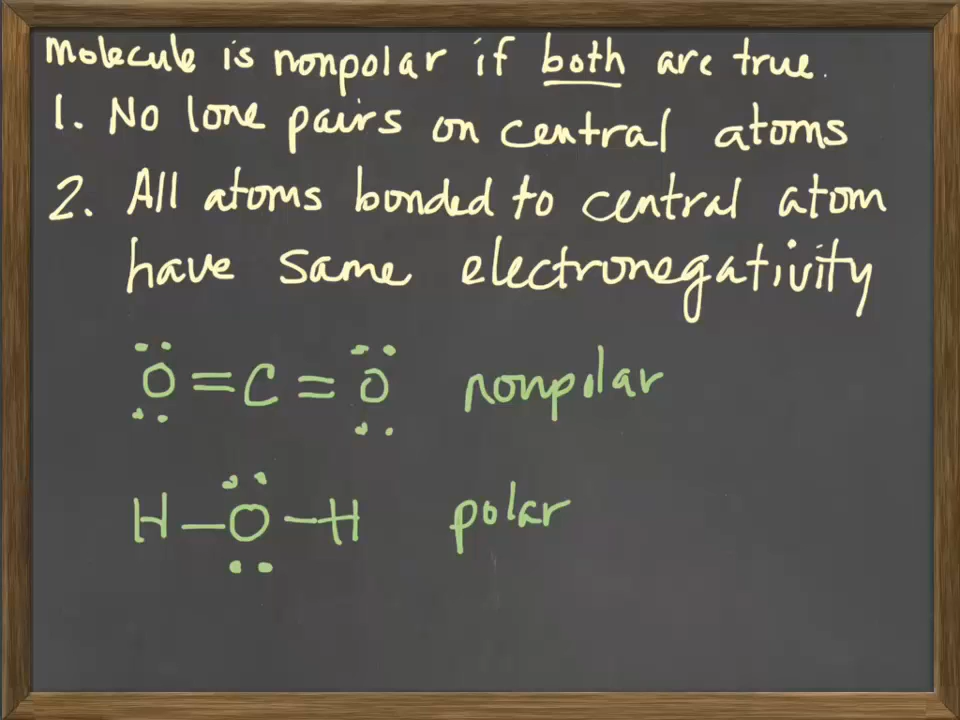 Molecule is nonpolar if both are true.
1. No lone pairs on central atoms
2. All atoms bonded to central atom
have same electronegativity
O=C=O nonpolar
H-O-H polar